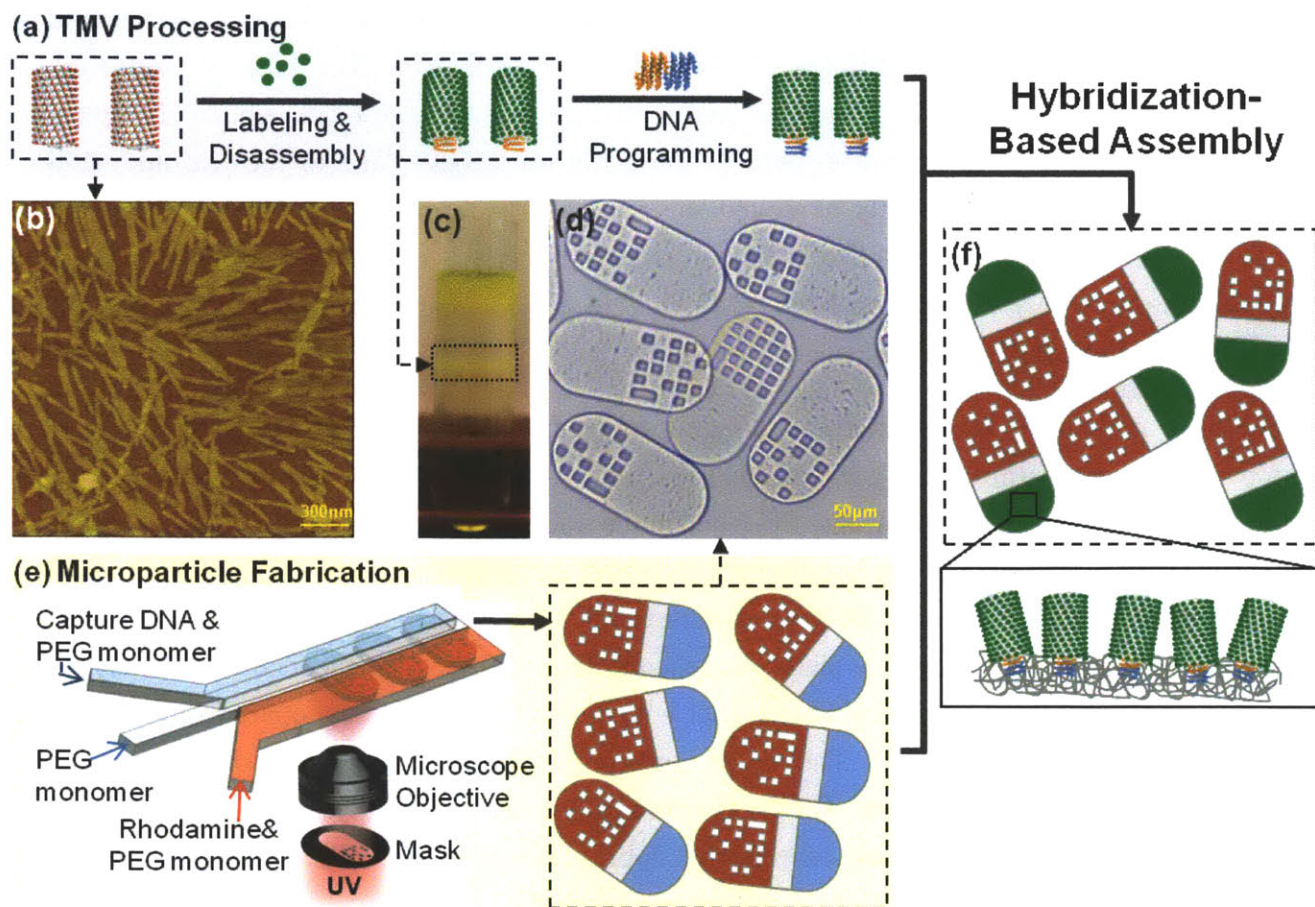 (a) TMV Processing
Labeling &
Disassembly
DNA
Programming
Hybridization-
Based Assembly
(b)
300nm
(c)
(d)
50µm
(f)
(e) Microparticle Fabrication
Capture DNA &
PEG monomer
PEG
monomer
Rhodamine&
PEG monomer
Microscope
Objective
Mask
UV